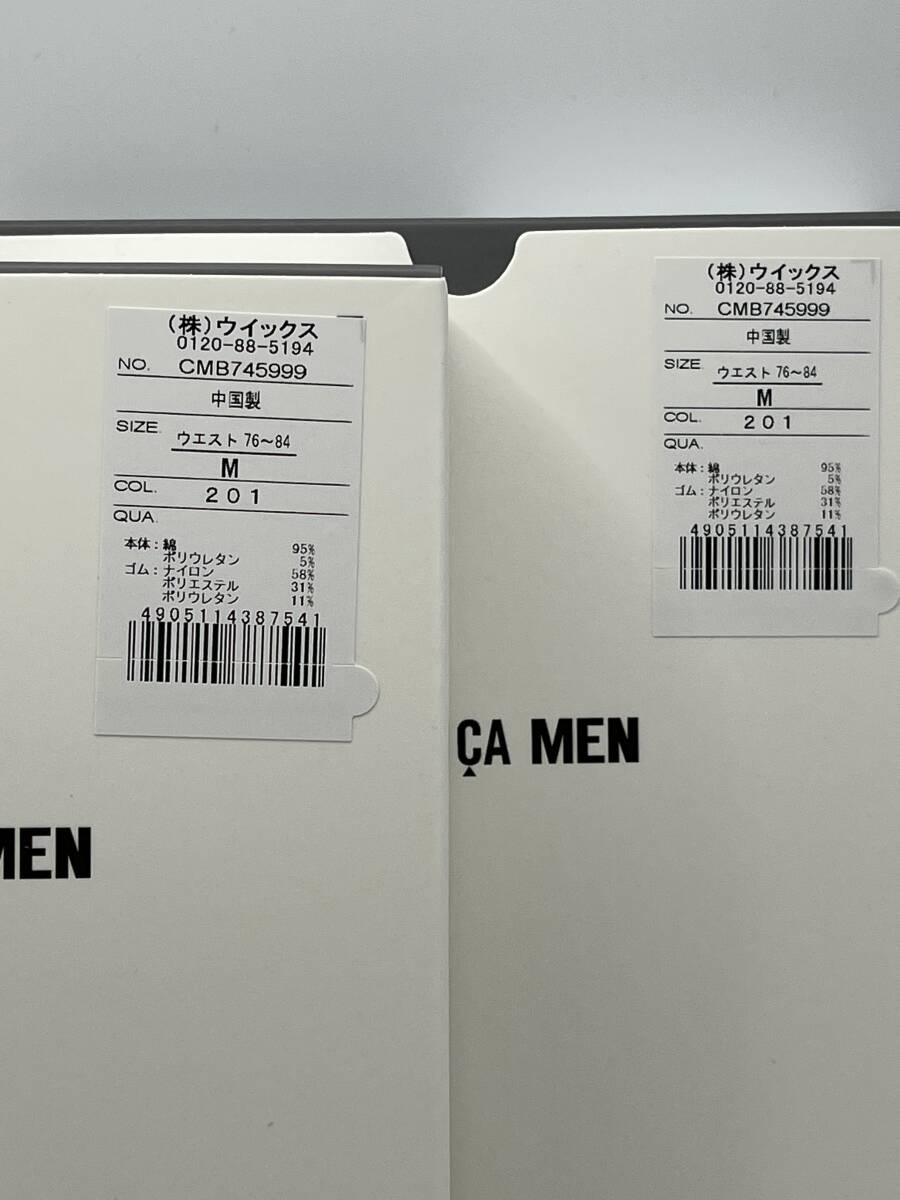 (株)ウイックス
0120-88-5194
NO. CMB745999
中国製
SIZE. ウエスト 76～84
M
COL. 201
QUA.
本体：綿 95%
ポリウレタン 5%
ゴム：ナイロン 58%
ポリエステル 31%
ポリウレタン 11%
4905114387541
MEN
(株)ウイックス
0120-88-5194
NO. CMB745999
中国製
SIZE. ウエスト 76～84
M
COL. 201
QUA.
本体：綿 95%
ポリウレタン 5%
ゴム：ナイロン 58%
ポリエステル 31%
ポリウレタン 11%
4905114387541
ÇA MEN